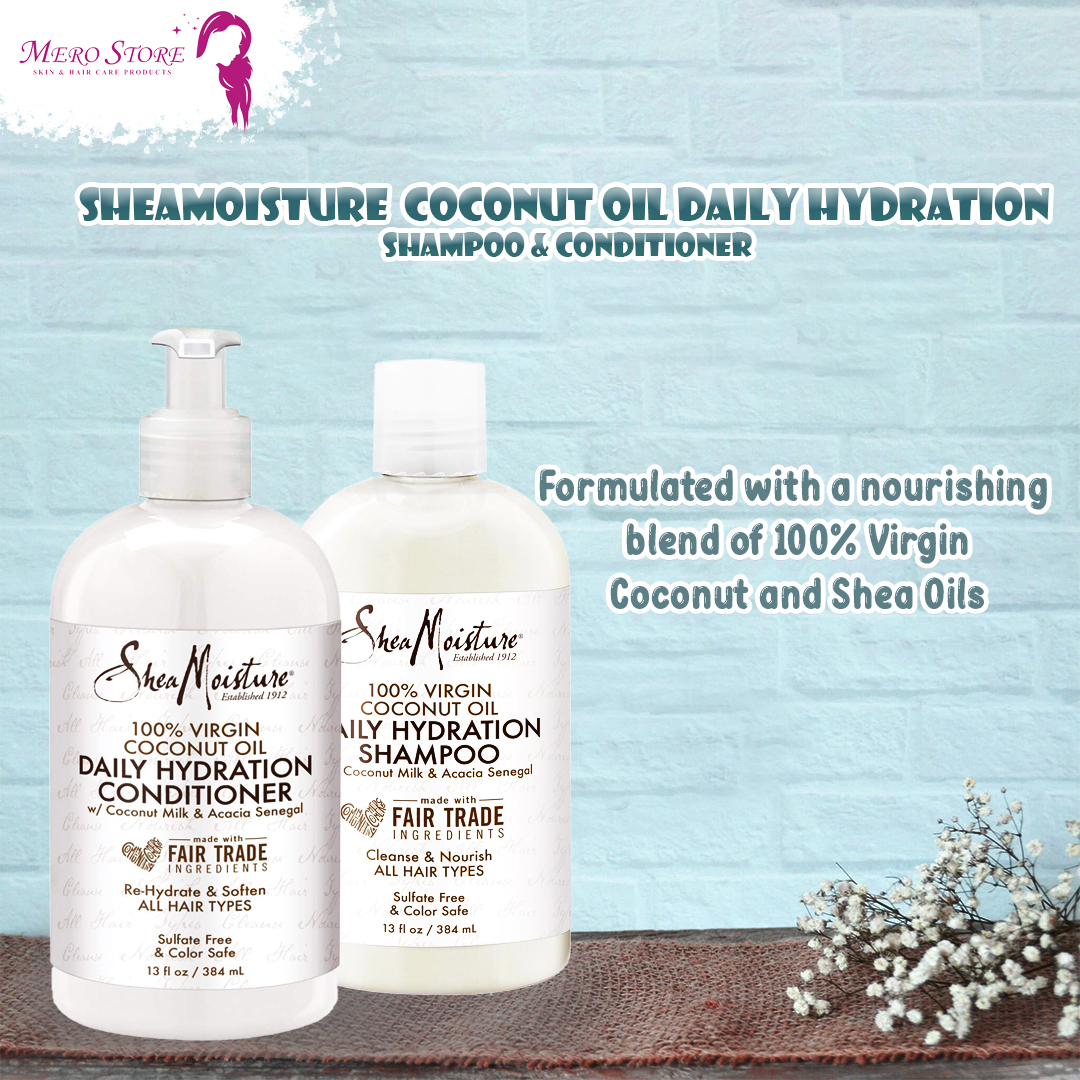 MERO STORE
SKIN & HAIR CARE PRODUCTS
SHEAMOISTURE COCONUT OIL DAILY HYDRATION
SHAMPOO & CONDITIONER
Formulated with a nourishing
blend of 100% Virgin
Coconut and Shea Oils
Shea Moisture®
Established 1912
100% VIRGIN
COCONUT OIL
DAILY HYDRATION
CONDITIONER
w/ Coconut Milk & Acacia Senegal
made with
FAIR TRADE
INGREDIENTS
Re-Hydrate & Soften
ALL HAIR TYPES
Sulfate Free
& Color Safe
13 fl oz / 384 mL
Shea Moisture®
Established 1912
100% VIRGIN
COCONUT OIL
AILY HYDRATION
SHAMPOO
Coconut Milk & Acacia Senegal
made with
FAIR TRADE
INGREDIENTS
Cleanse & Nourish
ALL HAIR TYPES
Sulfate Free
& Color Safe
13 fl oz / 384 mL